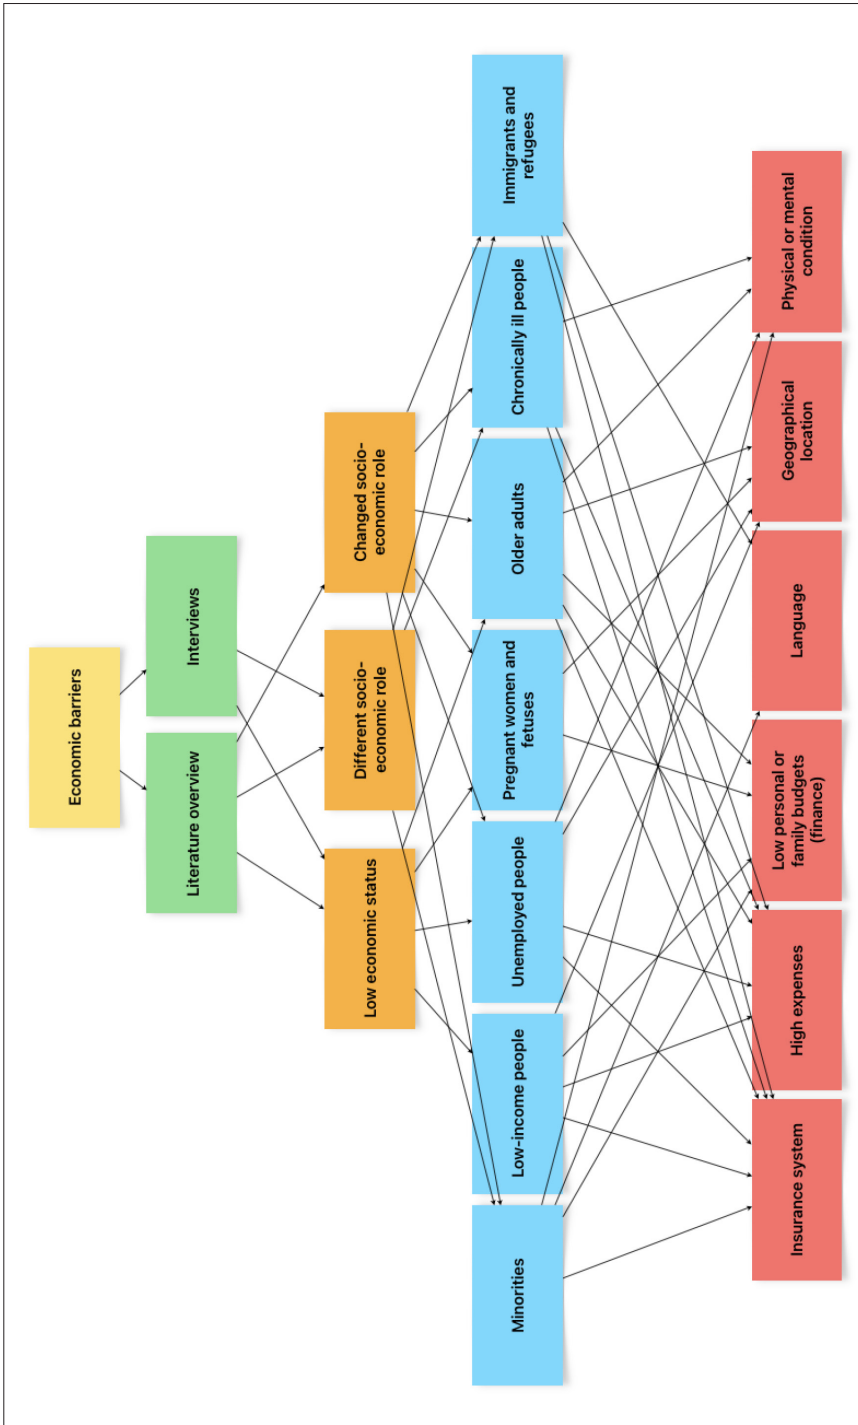 Economic barriers
Literature overview
Interviews
Low economic status
Different socio-
economic role
Changed socio-
economic role
Minorities
Low-income people
Unemployed people
Pregnant women and
fetuses
Older adults
Chronically ill people
Immigrants and
refugees
Insurance system
High expenses
Low personal or
family budgets
(finance)
Language
Geographical
location
Physical or mental
condition